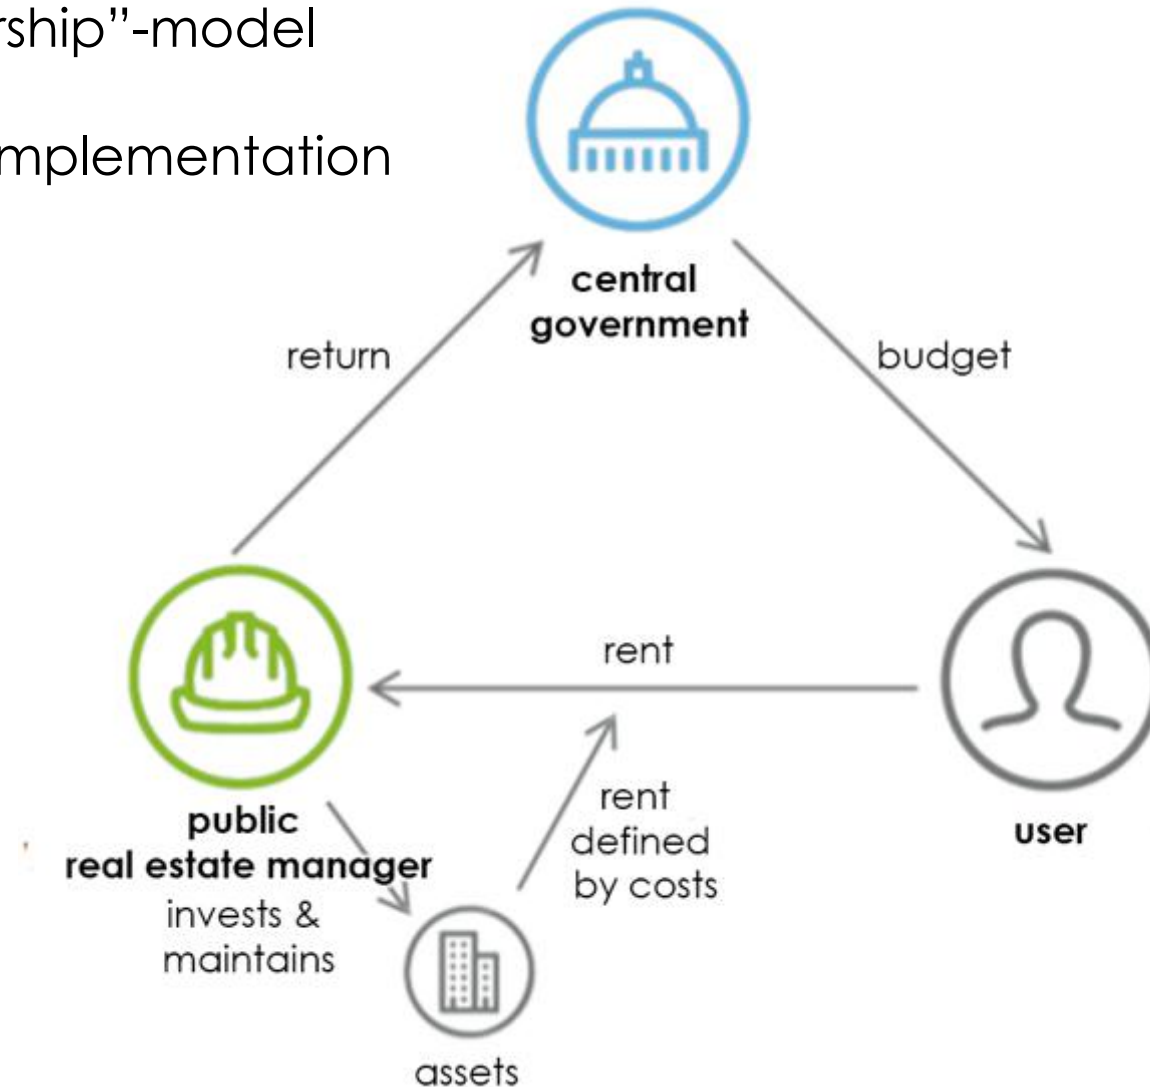 rship”-model
mplementation
central
government
return
budget
rent
rent
defined
by costs
public
real estate manager
invests &
maintains
user
assets